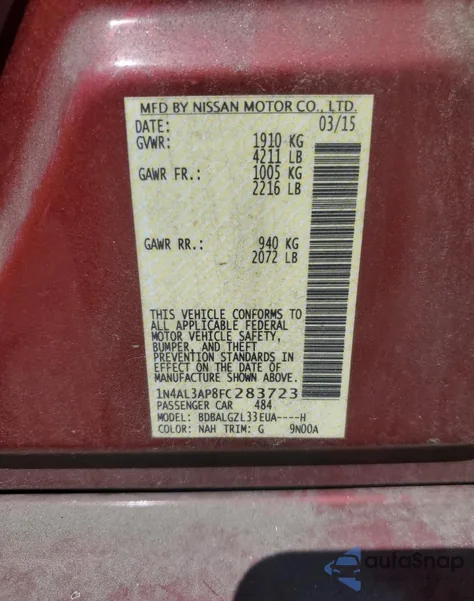 MFD BY NISSAN MOTOR CO., LTD.
DATE: 03/15
GVWR: 1910 KG
4211 LB
GAWR FR.: 1005 KG
2216 LB
GAWR RR.: 940 KG
2072 LB
THIS VEHICLE CONFORMS TO
ALL APPLICABLE FEDERAL
MOTOR VEHICLE SAFETY,
BUMPER, AND THEFT
PREVENTION STANDARDS IN
EFFECT ON THE DATE OF
MANUFACTURE SHOWN ABOVE.
1N4AL3AP8FC283723
PASSENGER CAR 484
MODEL: BDBALGZL33EUA----H
COLOR: NAH TRIM: G 9N00A
autoSnap